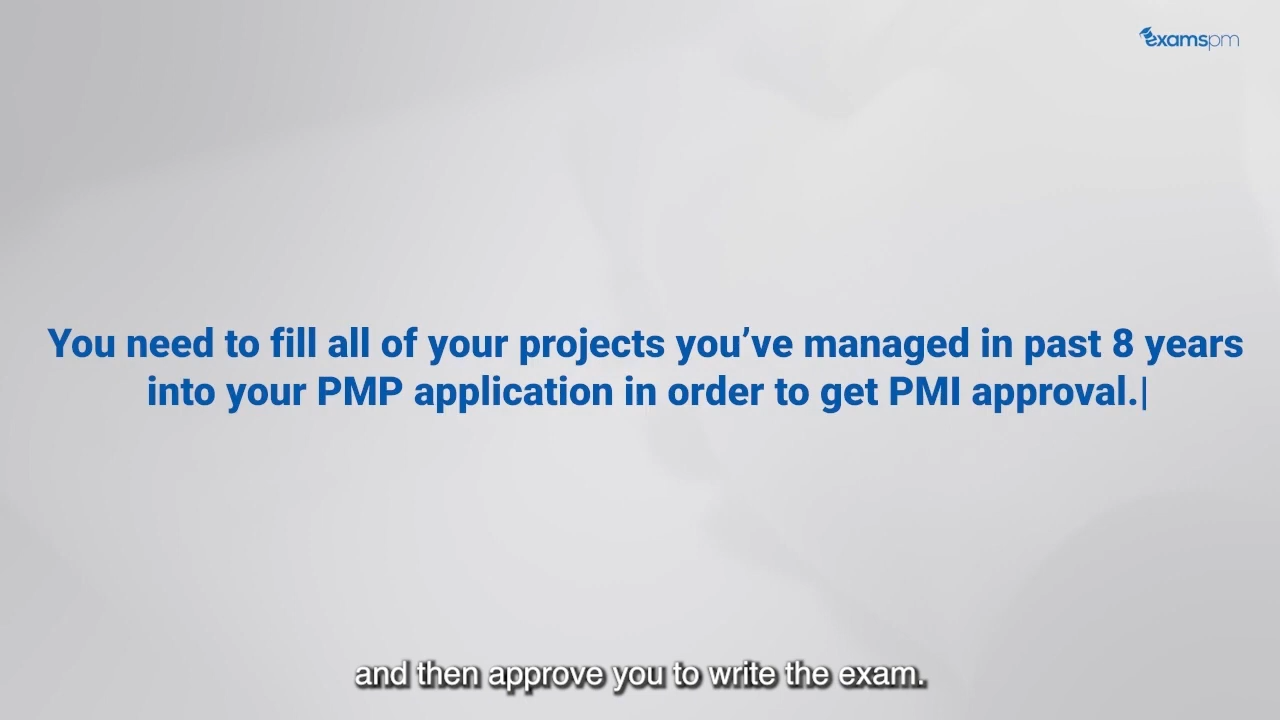 examspm
You need to fill all of your projects you’ve managed in past 8 years
into your PMP application in order to get PMI approval.
and then approve you to write the exam.